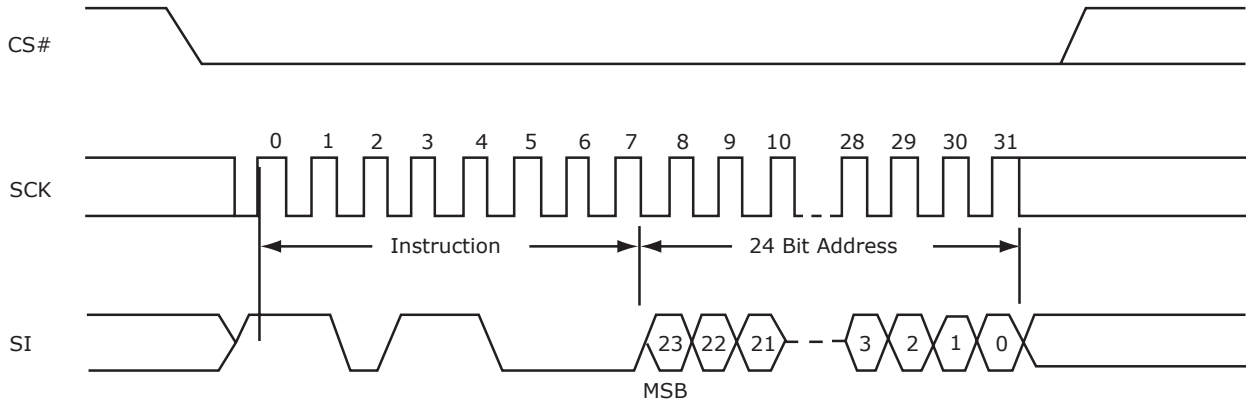 CS#
0 1 2 3 4 5 6 7 8 9 10 28 29 30 31
SCK
Instruction 24 Bit Address
SI 23 22 21 3 2 1 0
MSB